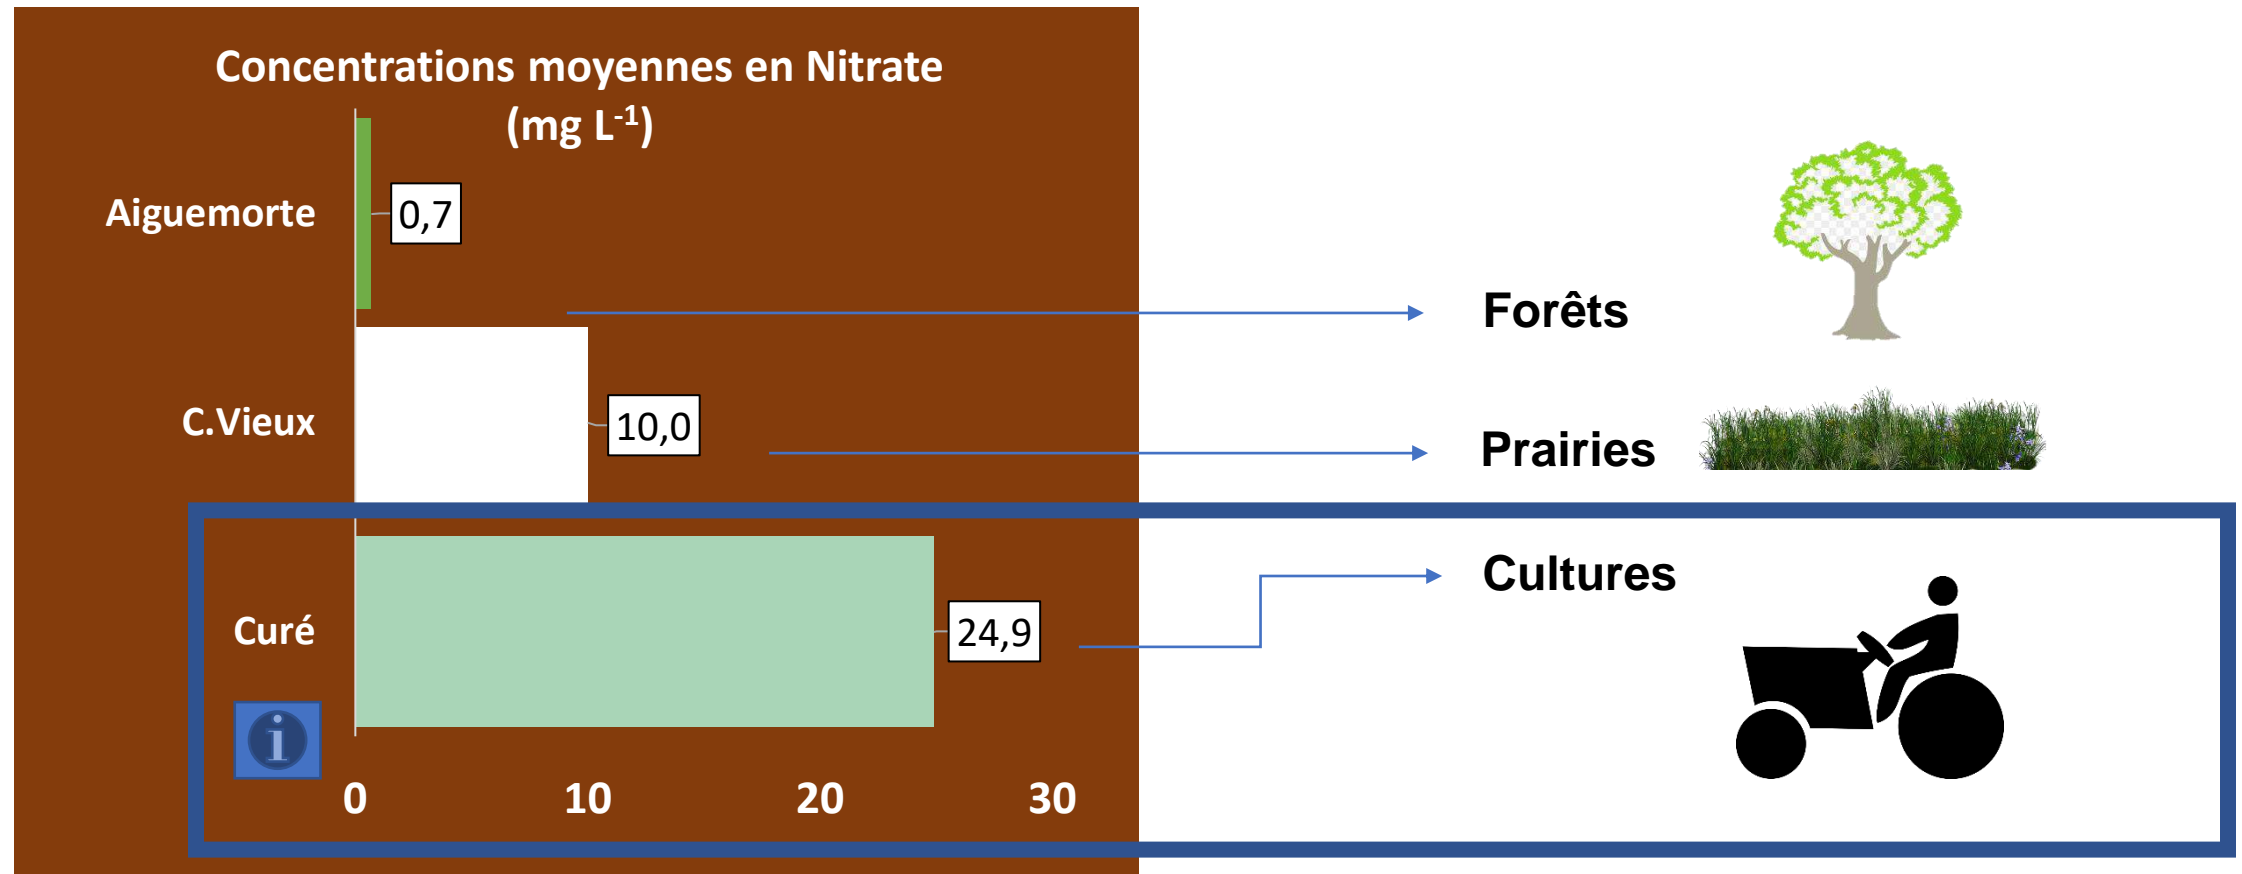 Concentrations moyennes en Nitrate
(mg L⁻¹)
Aiguemorte
0,7
Forêts
C.Vieux
10,0
Prairies
Cultures
Curé
24,9
i
0 10 20 30